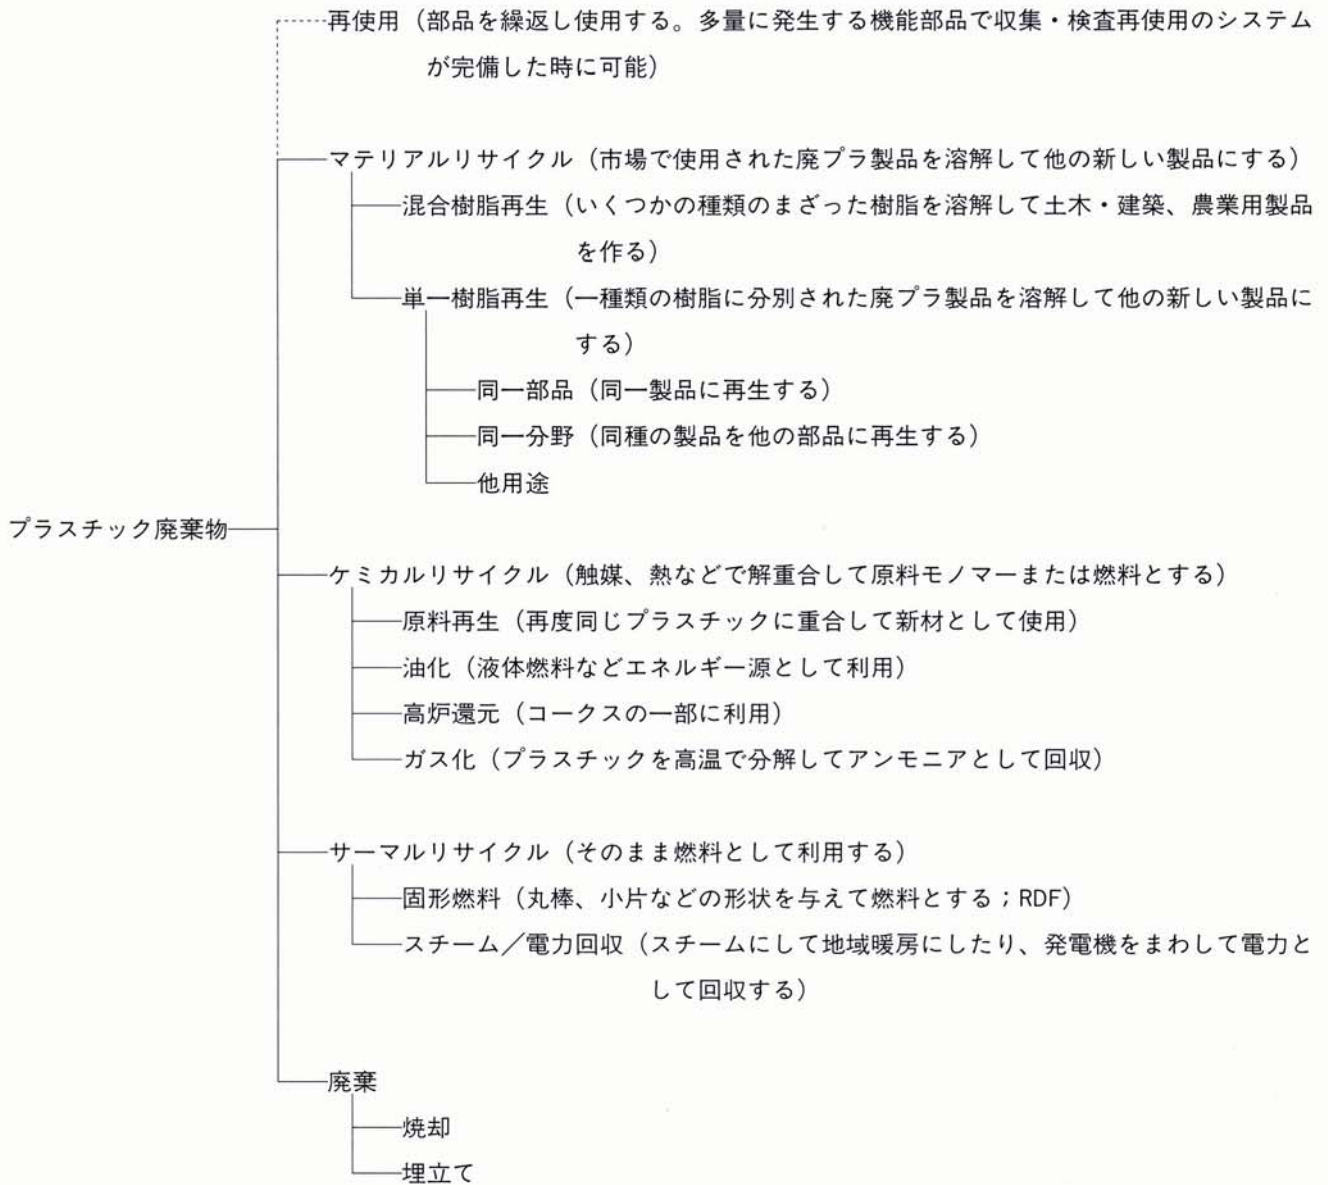 再使用（部品を繰返し使用する。多量に発生する機能部品で収集・検査再使用のシステム
が完備した時に可能）
マテリアルリサイクル（市場で使用された廃プラ製品を溶解して他の新しい製品にする）
混合樹脂再生（いくつかの種類のまざった樹脂を溶解して土木・建築、農業用製品
を作る）
単一樹脂再生（一種類の樹脂に分別された廃プラ製品を溶解して他の新しい製品に
する）
同一部品（同一製品に再生する）
同一分野（同種の製品を他の部品に再生する）
他用途
プラスチック廃棄物
ケミカルリサイクル（触媒、熱などで解重合して原料モノマーまたは燃料とする）
原料再生（再度同じプラスチックに重合して新材として使用）
油化（液体燃料などエネルギー源として利用）
高炉還元（コークスの一部に利用）
ガス化（プラスチックを高温で分解してアンモニアとして回収）
サーマルリサイクル（そのまま燃料として利用する）
固形燃料（丸棒、小片などの形状を与えて燃料とする；RDF）
スチーム／電力回収（スチームにして地域暖房にしたり、発電機をまわして電力と
して回収する）
廃棄
焼却
埋立て